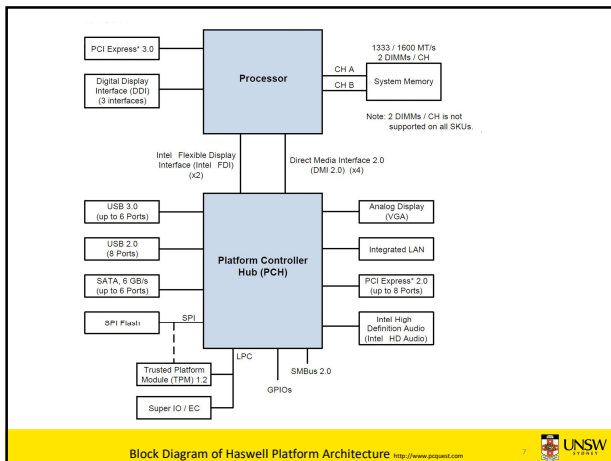 PCI Express* 3.0
Digital Display
Interface (DDI)
(3 interfaces)
Processor
CH A
CH B
1333 / 1600 MT/s
2 DIMMs / CH
System Memory
Note: 2 DIMMs / CH is not
supported on all SKUs.
Intel Flexible Display
Interface (Intel FDI)
(x2)
Direct Media Interface 2.0
(DMI 2.0) (x4)
USB 3.0
(up to 6 Ports)
USB 2.0
(8 Ports)
SATA, 6 GB/s
(up to 6 Ports)
SPI Flash
SPI
Trusted Platform
Module (TPM) 1.2
Super IO / EC
Platform Controller
Hub (PCH)
LPC
GPIOs
SMBus 2.0
Analog Display
(VGA)
Integrated LAN
PCI Express* 2.0
(up to 8 Ports)
Intel High
Definition Audio
(Intel HD Audio)
Block Diagram of Haswell Platform Architecture http://www.pcquest.com
7
UNSW
SYDNEY